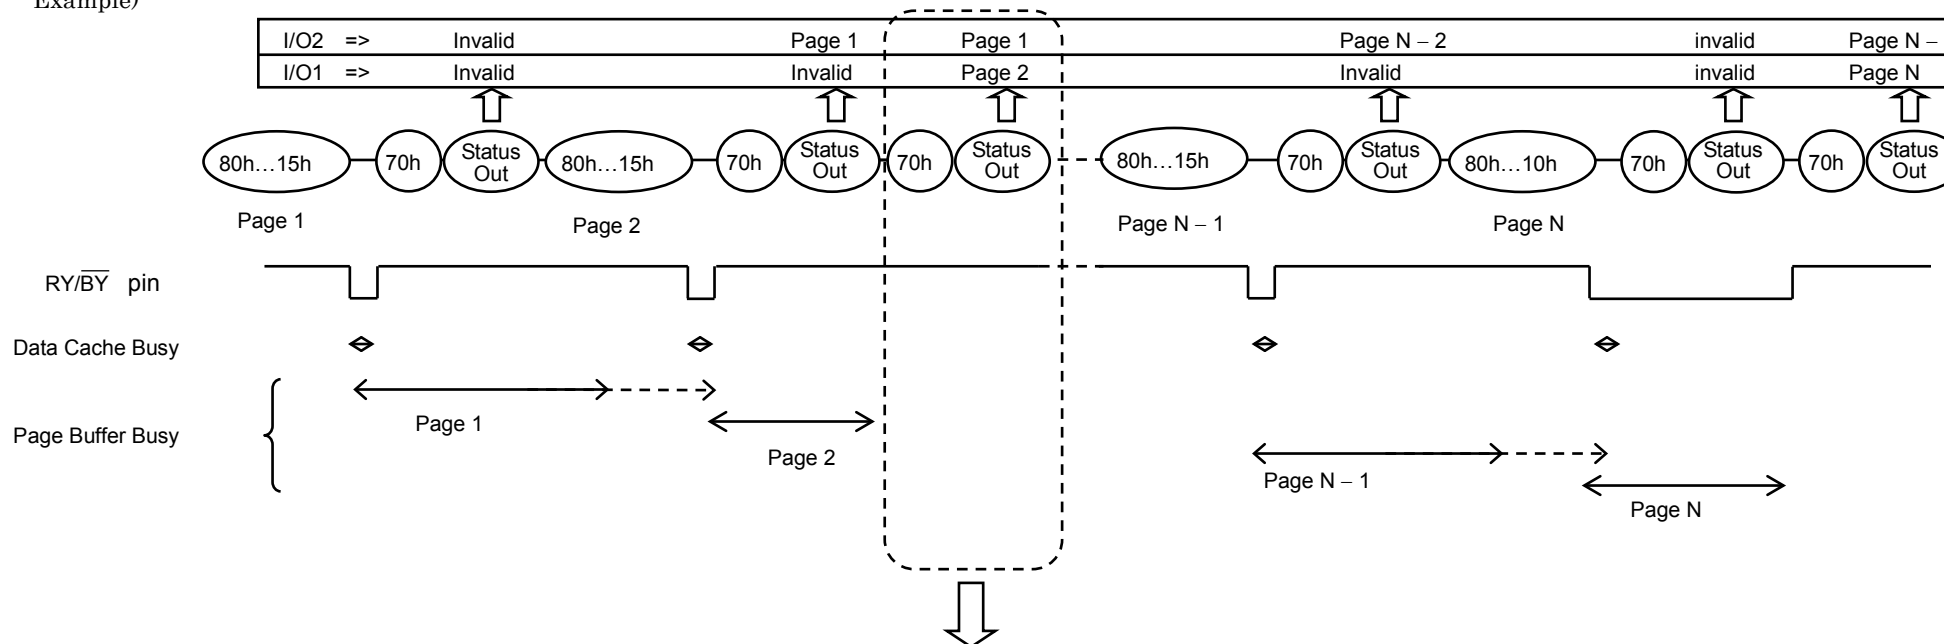 Example)
I/O2 => Invalid Page 1 Page 1 Page N – 2 invalid Page N –
I/O1 => Invalid Invalid Page 2 Invalid invalid Page N
80h…15h 70h Status Out 80h…15h 70h Status Out 70h Status Out 80h…15h 70h Status Out 80h…10h 70h Status Out 70h Status Out
Page 1 Page 2 Page N – 1 Page N
RY/B̅Y̅ pin
Data Cache Busy
Page Buffer Busy
Page 1
Page 2
Page N – 1
Page N